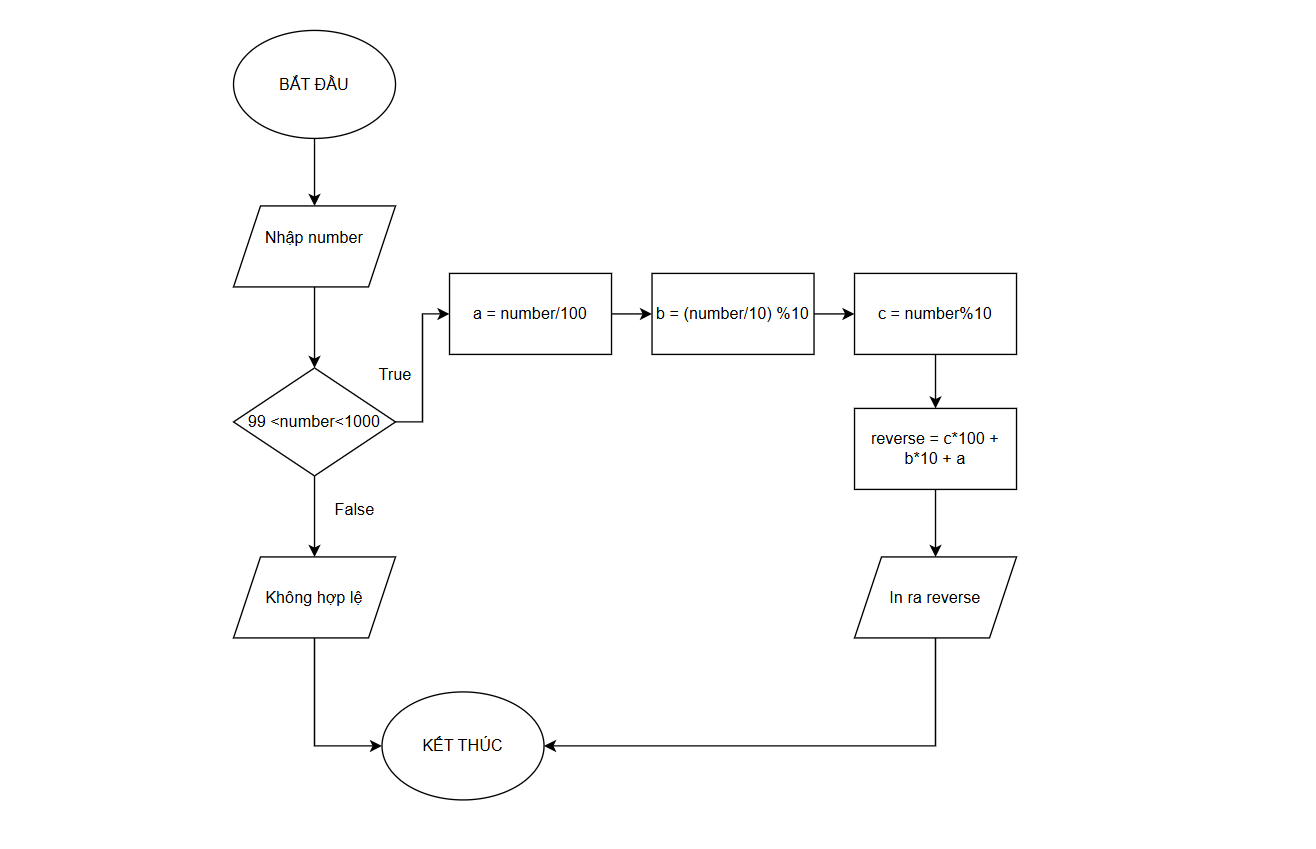 BẮT ĐẦU
Nhập number
99 <number<1000
True
a = number/100
b = (number/10) %10
c = number%10
reverse = c*100 +
b*10 + a
False
Không hợp lệ
In ra reverse
KẾT THÚC